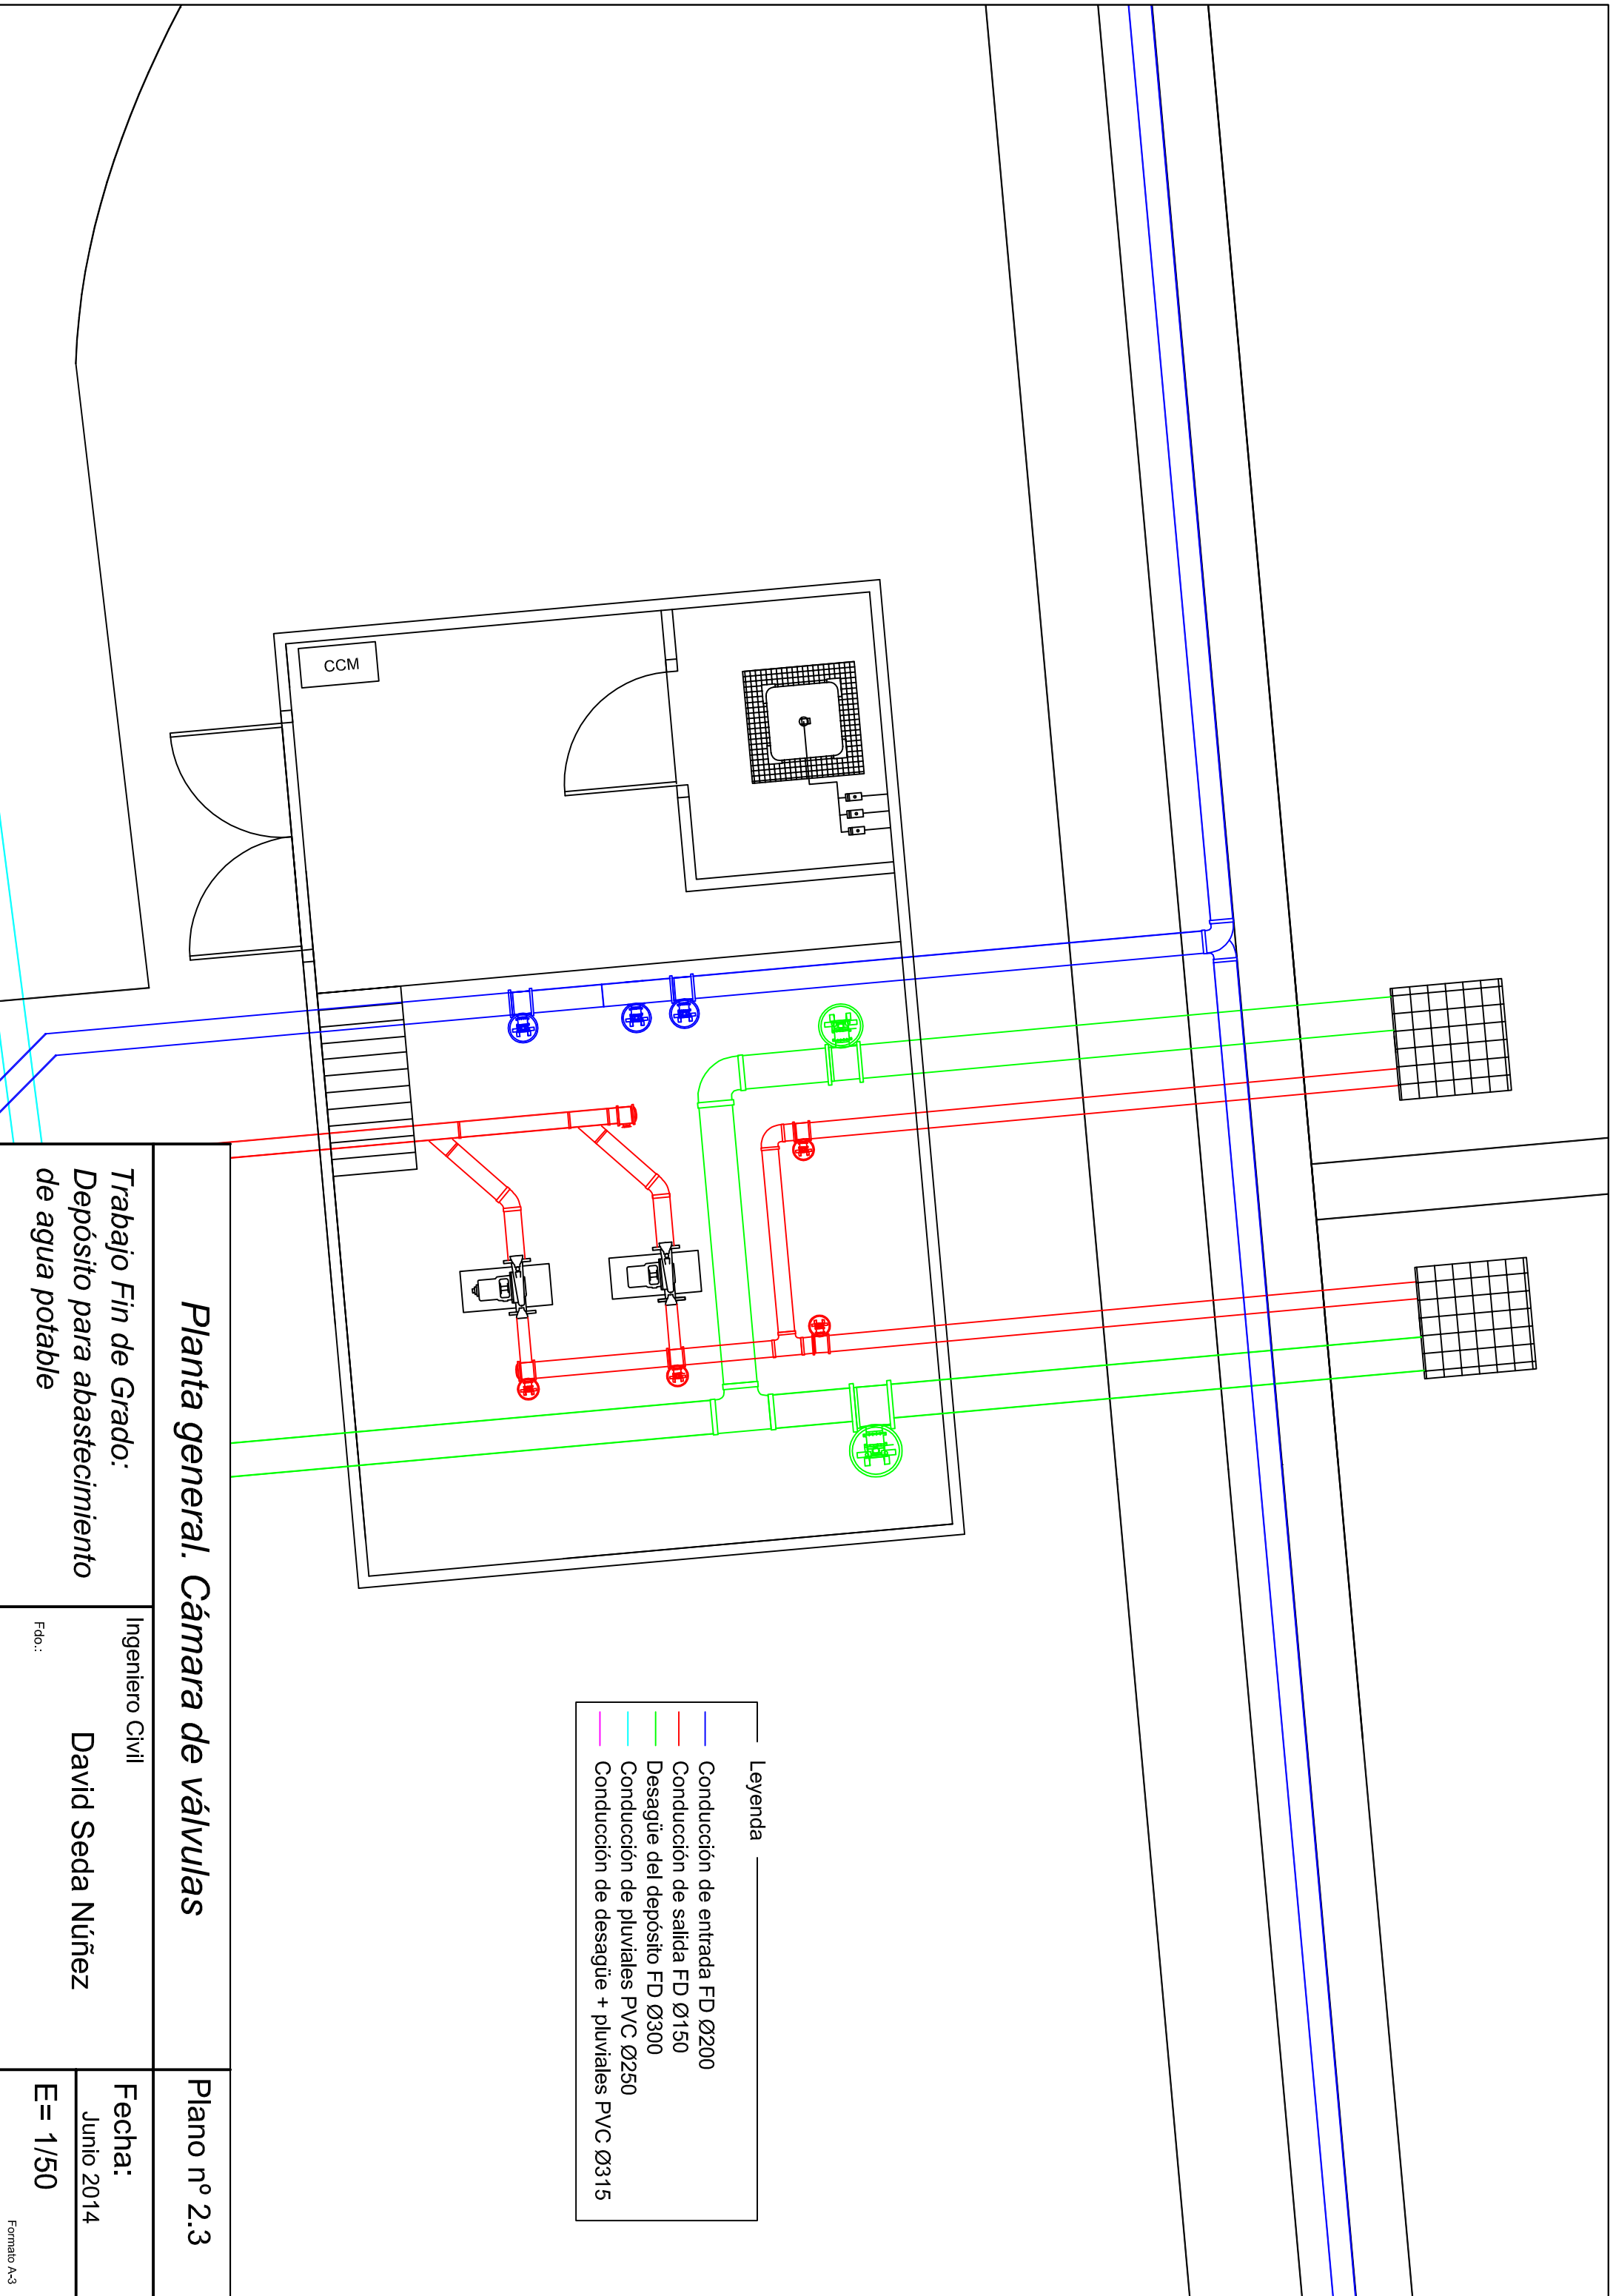 CCM
Leyenda
Conducción de entrada FD Ø200
Conducción de salida FD Ø150
Desagüe del depósito FD Ø300
Conducción de pluviales PVC Ø250
Conducción de desagüe + pluviales PVC Ø315
Planta general. Cámara de válvulas
Plano nº 2.3
Trabajo Fin de Grado:
Depósito para abastecimiento
de agua potable
Ingeniero Civil
David Seda Núñez
Fdo.:
Fecha:
Junio 2014
E= 1/50
Formato A-3